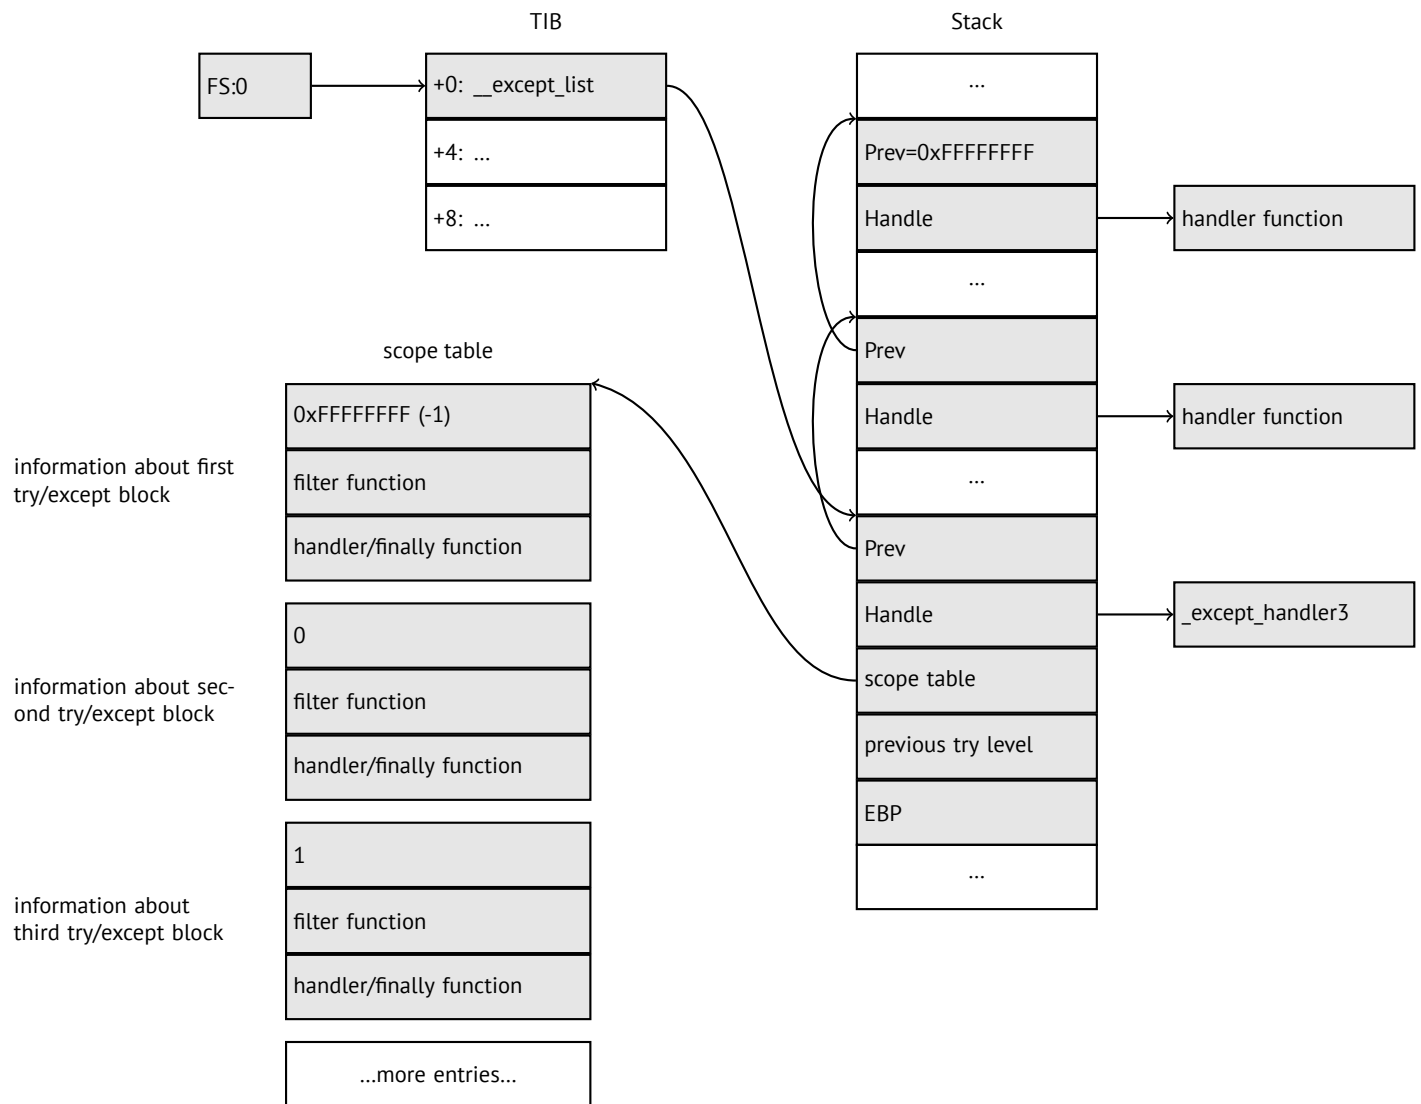 TIB
Stack
FS:0
+0: __except_list
+4: ...
+8: ...
...
Prev=0xFFFFFFFF
Handle
handler function
...
Prev
Handle
handler function
...
Prev
Handle
_except_handler3
scope table
previous try level
EBP
...
scope table
0xFFFFFFFF (-1)
information about first
try/except block
filter function
handler/finally function
0
information about sec-
ond try/except block
filter function
handler/finally function
1
information about
third try/except block
filter function
handler/finally function
...more entries...